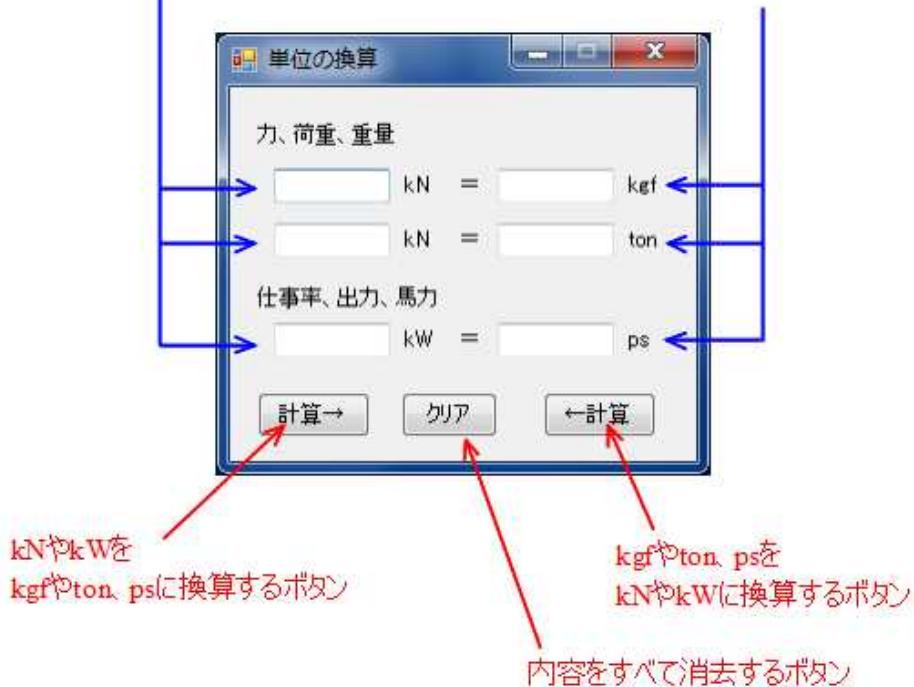 単位の換算
力、荷重、重量
kN = kgf
kN = ton
仕事率、出力、馬力
kW = ps
計算→ クリア ←計算
kNやkWを
kgfやton、psに換算するボタン
kgfやton、psを
kNやkWに換算するボタン
内容をすべて消去するボタン